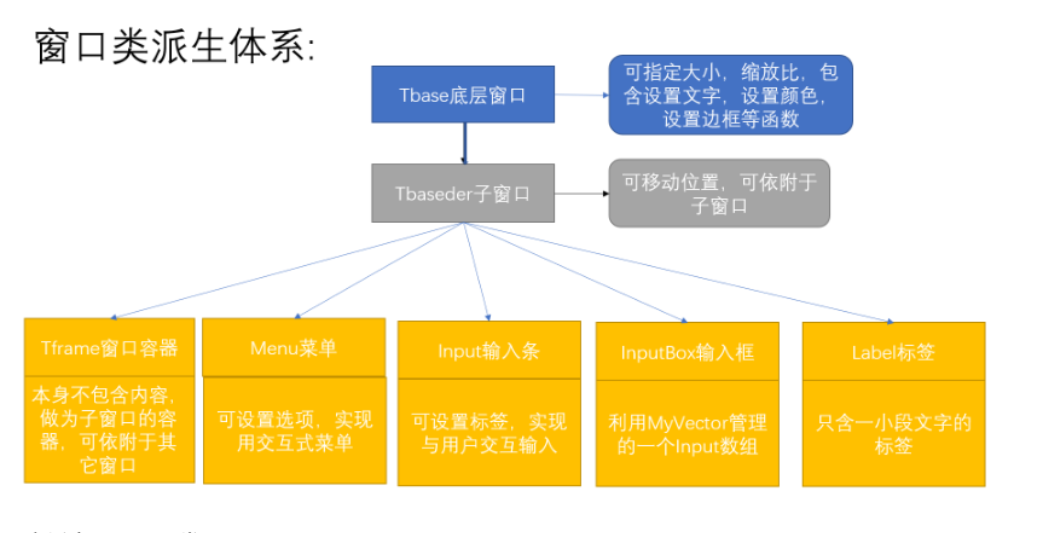 窗口类派生体系:
Tbase底层窗口
可指定大小，缩放比，包
含设置文字，设置颜色，
设置边框等函数
Tbaseder子窗口
可移动位置，可依附于
子窗口
Tframe窗口容器
本身不包含内容，
做为子窗口的容
器，可依附于其
它窗口
Menu菜单
可设置选项，实现
用交互式菜单
Input输入条
可设置标签，实现
与用户交互输入
InputBox输入框
利用MyVector管理
的一个Input数组
Label标签
只含一小段文字的
标签